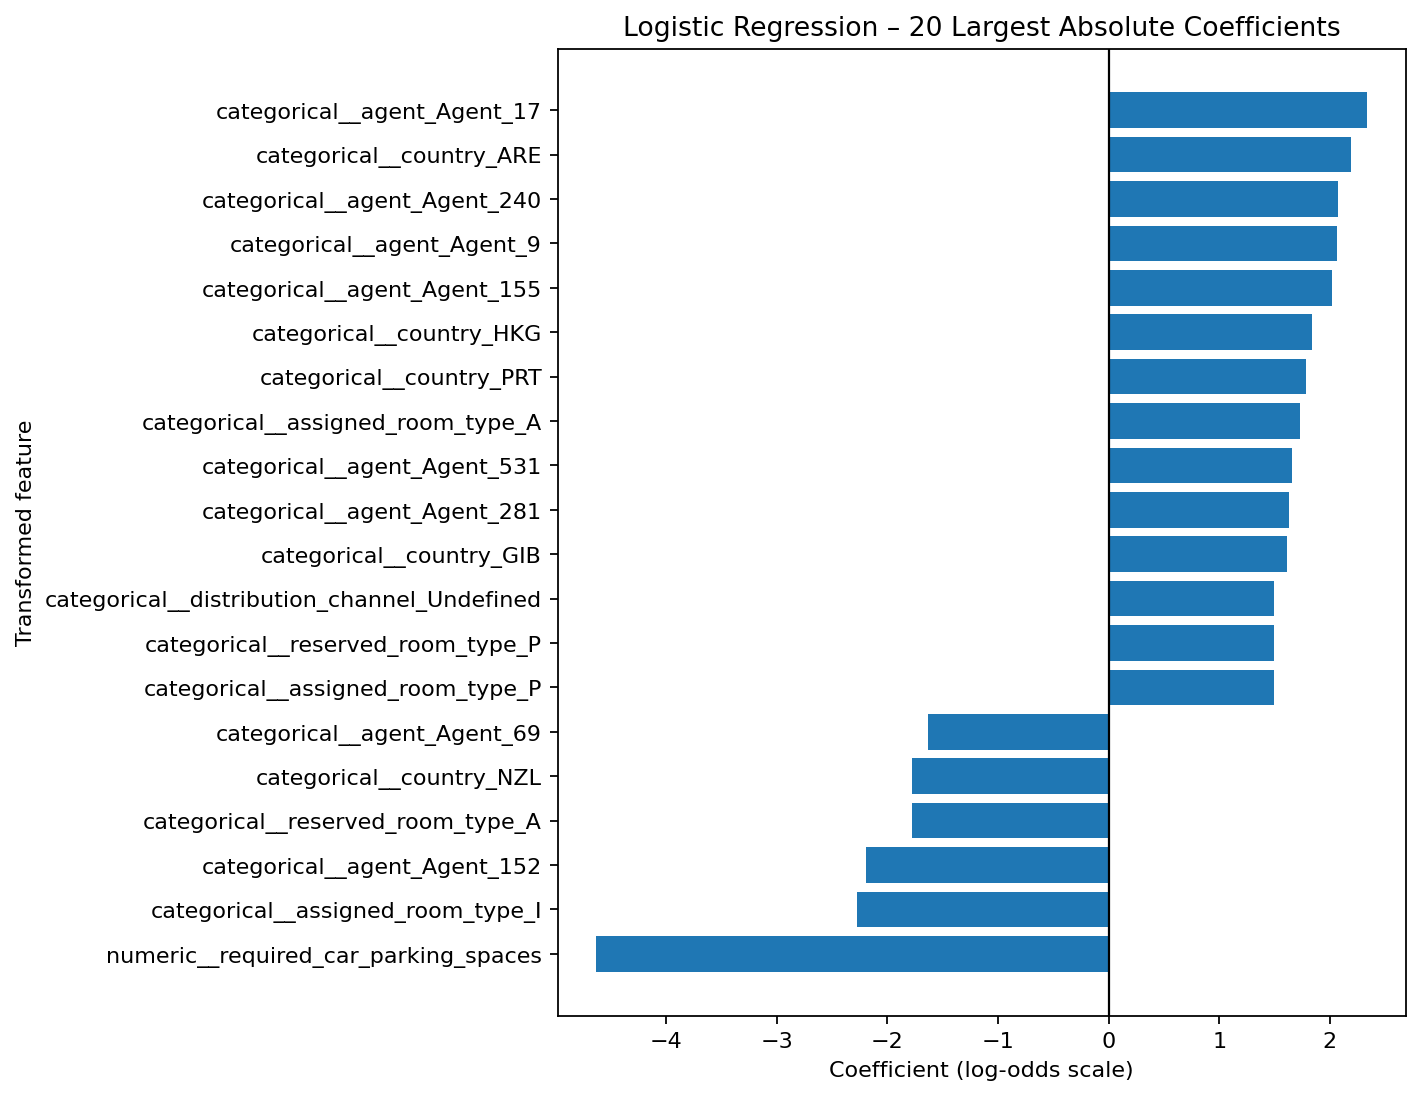 Logistic Regression – 20 Largest Absolute Coefficients
Transformed feature
categorical__agent_Agent_17
categorical__country_ARE
categorical__agent_Agent_240
categorical__agent_Agent_9
categorical__agent_Agent_155
categorical__country_HKG
categorical__country_PRT
categorical__assigned_room_type_A
categorical__agent_Agent_531
categorical__agent_Agent_281
categorical__country_GIB
categorical__distribution_channel_Undefined
categorical__reserved_room_type_P
categorical__assigned_room_type_P
categorical__agent_Agent_69
categorical__country_NZL
categorical__reserved_room_type_A
categorical__agent_Agent_152
categorical__assigned_room_type_I
numeric__required_car_parking_spaces
−4 −3 −2 −1 0 1 2
Coefficient (log-odds scale)